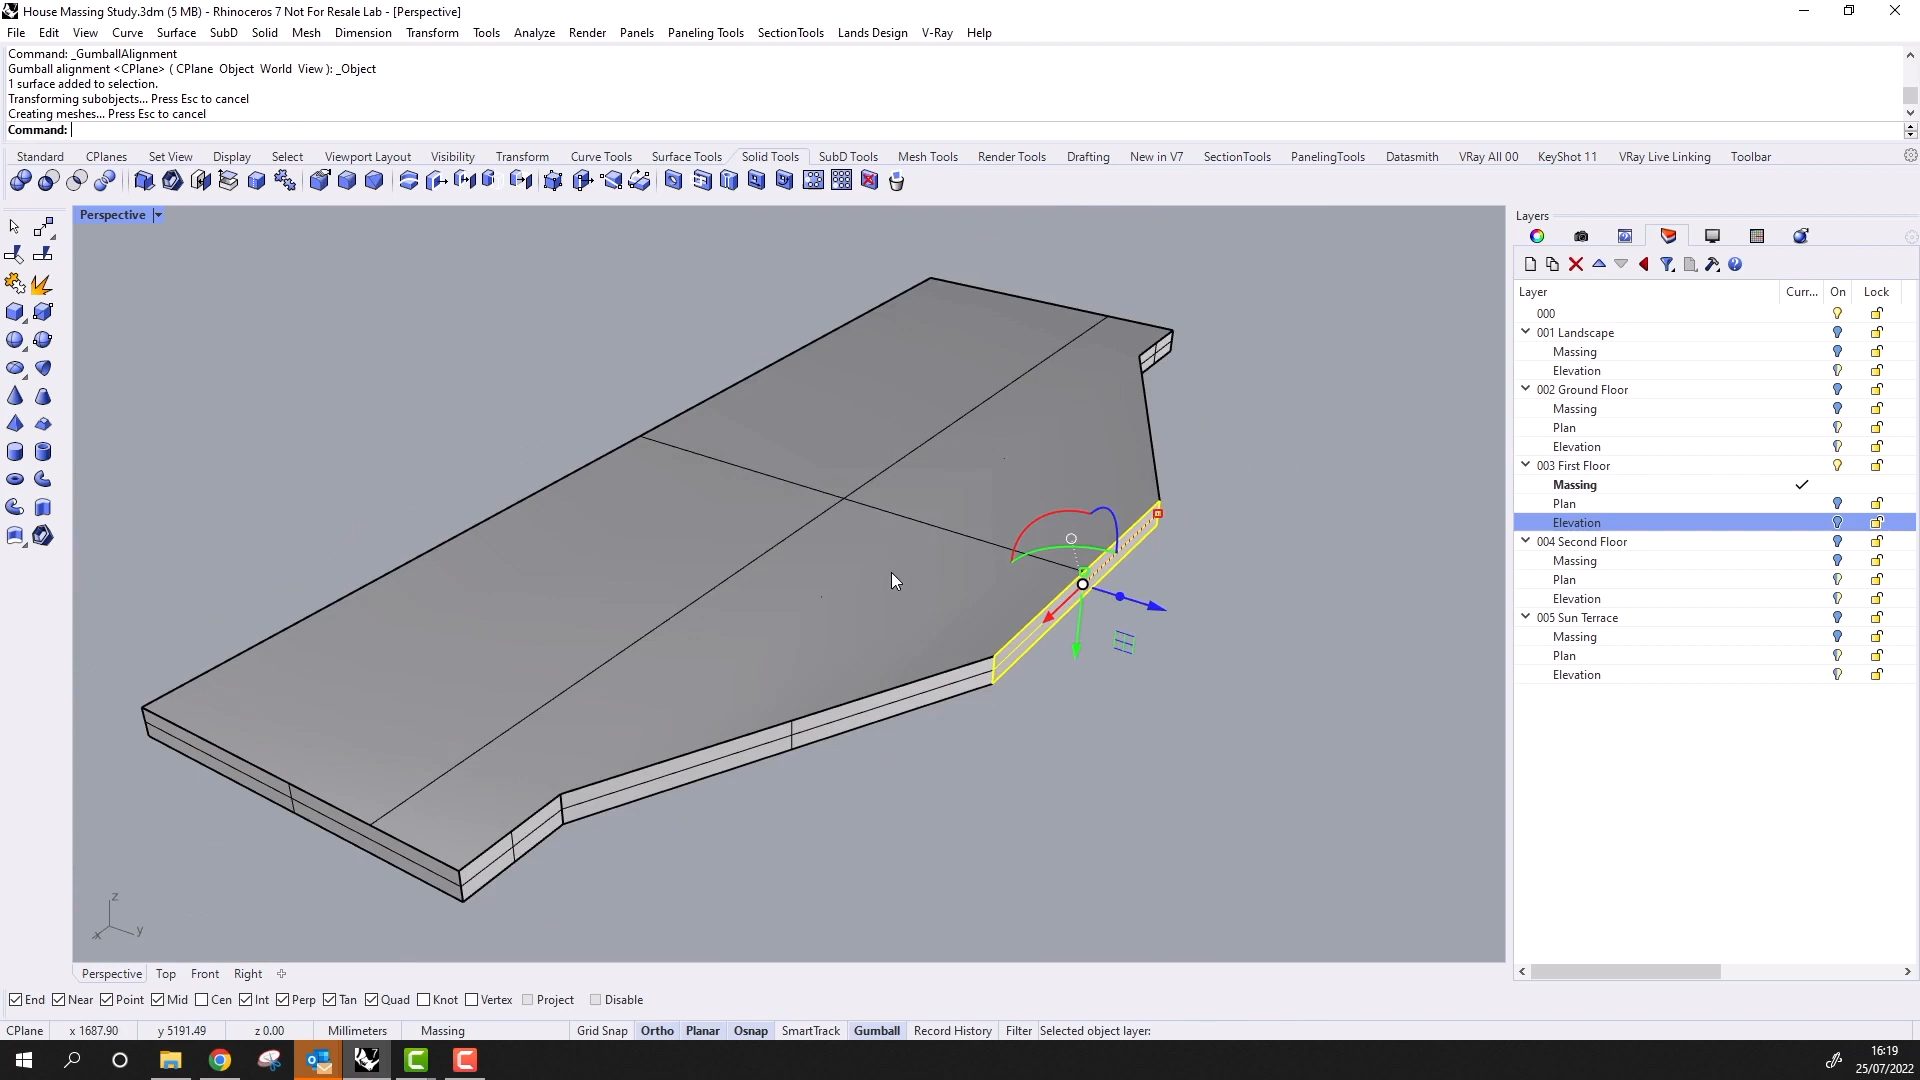 House Massing Study.3dm (5 MB) - Rhinoceros 7 Not For Resale Lab - [Perspective]
File Edit View Curve Surface SubD Solid Mesh Dimension Transform Tools Analyze Render Panels Paneling Tools SectionTools Lands Design V-Ray Help
Command: _GumballAlignment
Gumball alignment <CPlane> ( CPlane Object World View ): _Object
1 surface added to selection.
Transforming subobjects... Press Esc to cancel
Creating meshes... Press Esc to cancel
Command:
Standard CPlanes Set View Display Select Viewport Layout Visibility Transform Curve Tools Surface Tools Solid Tools SubD Tools Mesh Tools Render Tools Drafting New in V7 SectionTools PanelingTools Datasmith VRay All 00 KeyShot 11 VRay Live Linking Toolbar
Perspective
Layers
Layer Curr... On Lock
000
001 Landscape
Massing
Elevation
002 Ground Floor
Massing
Plan
Elevation
003 First Floor
Massing
Plan
Elevation
004 Second Floor
Massing
Plan
Elevation
005 Sun Terrace
Massing
Plan
Elevation
z
y
x
Perspective Top Front Right
End Near Point Mid Cen Int Perp Tan Quad Knot Vertex Project Disable
CPlane x 1687.90 y 5191.49 z 0.00 Millimeters Massing Grid Snap Ortho Planar Osnap SmartTrack Gumball Record History Filter Selected object layer:
7
C
C
16:19
25/07/2022